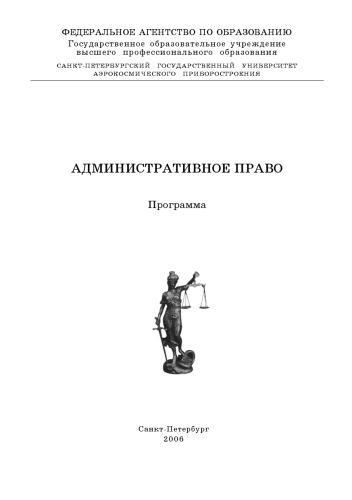 ФЕДЕРАЛЬНОЕ АГЕНТСТВО ПО ОБРАЗОВАНИЮ
Государственное образовательное учреждение
высшего профессионального образования
САНКТ-ПЕТЕРБУРГСКИЙ ГОСУДАРСТВЕННЫЙ УНИВЕРСИТЕТ
АЭРОКОСМИЧЕСКОГО ПРИБОРОСТРОЕНИЯ
АДМИНИСТРАТИВНОЕ ПРАВО
Программа
Санкт-Петербург
2006